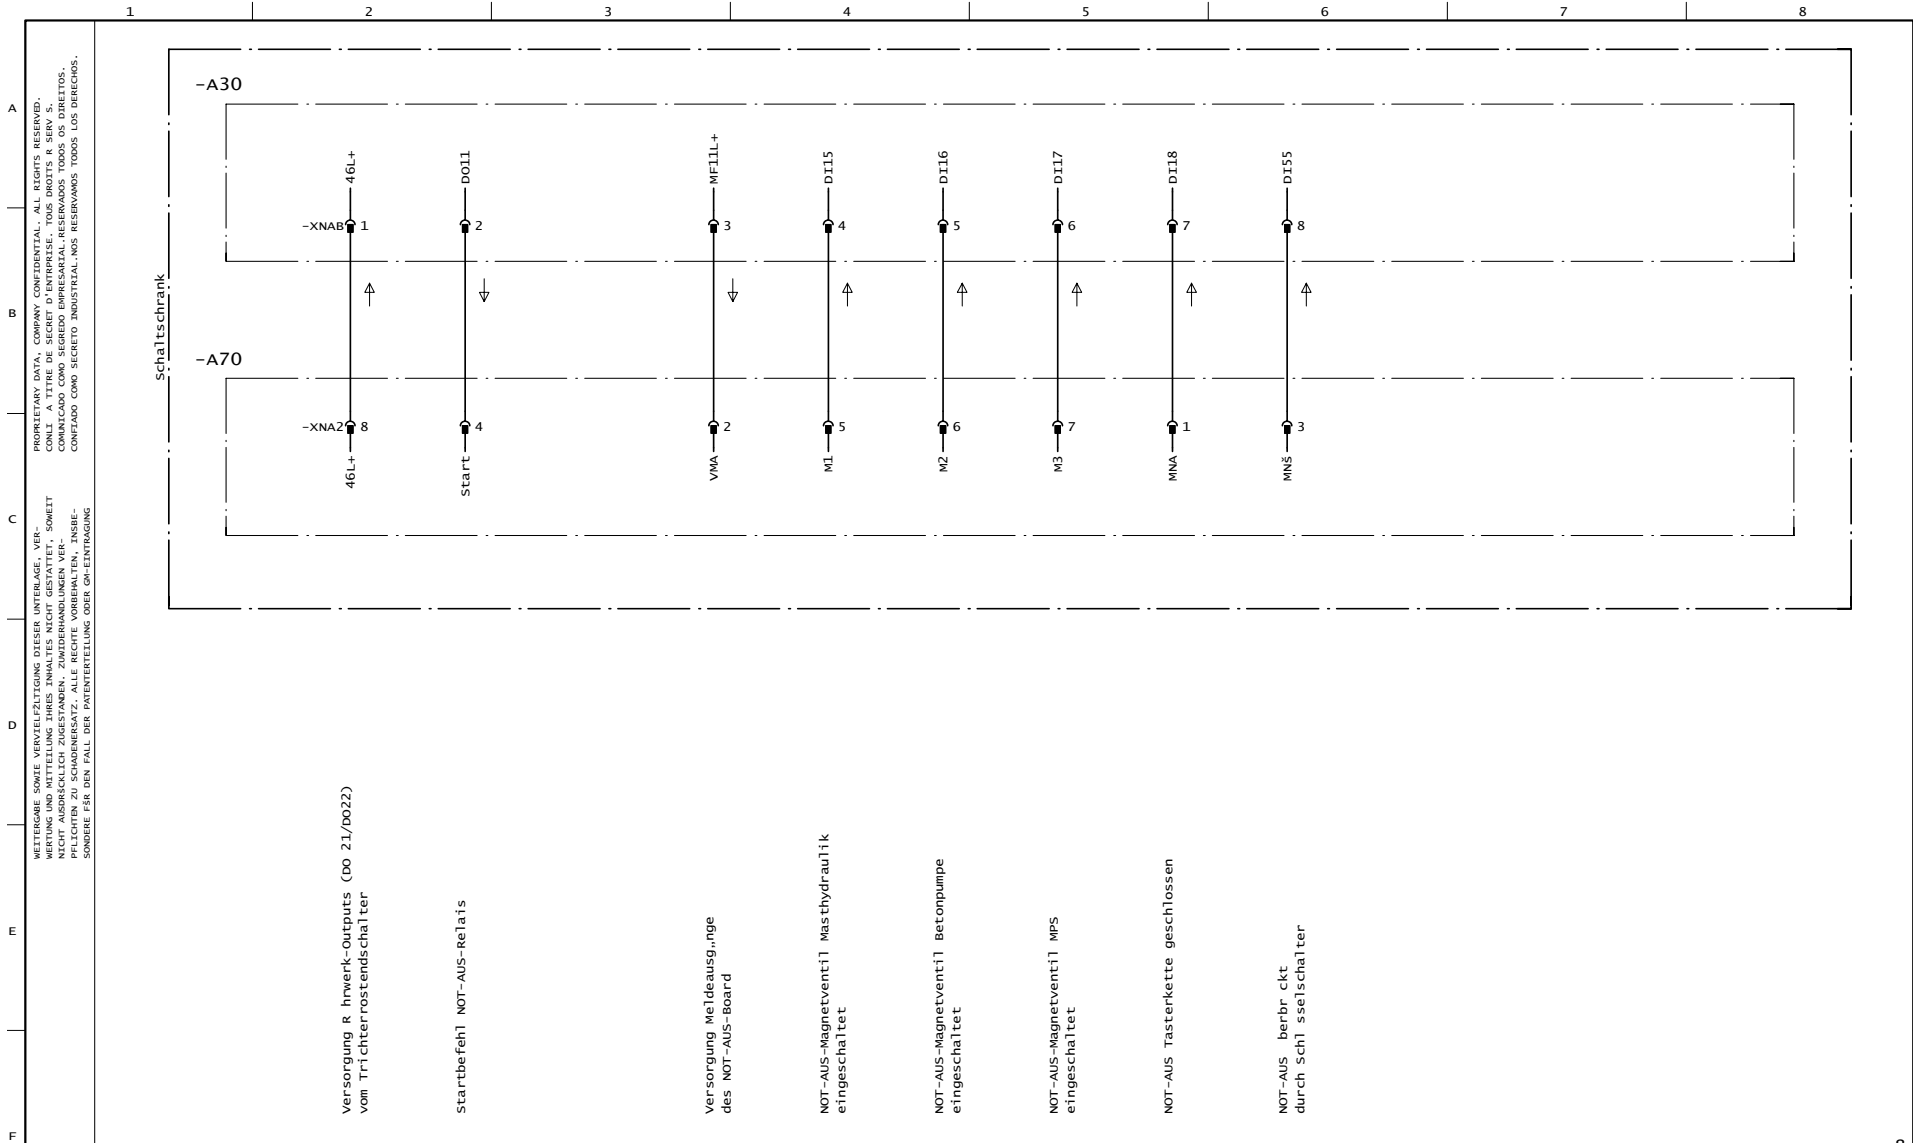 1 2 3 4 5 6 7 8
A
B
C
D
E
F
PROPRIETARY DATA, COMPANY CONFIDENTIAL. ALL RIGHTS RESERVED.
CONLI A TITRE DE SECRET D'ENTRPRISE. TOUS DROITS R SERV S.
COMUNICADO COMO SEGREDO EMPRESARIAL.RESERVADOS TODOS OS DIREITOS.
CONFIADO COMO SECRETO INDUSTRIAL.NOS RESERVAMOS TODOS LOS DERECHOS.
WEITERGABE SOWIE VERVIELFŽLTIGUNG DIESER UNTERLAGE, VER-
WERTUNG UND MITTEILUNG IHRES INHALTES NICHT GESTATTET, SOWEIT
NICHT AUSDRŠCKLICH ZUGESTANDEN. ZUWIDERHANDLUNGEN VER-
PFLICHTEN ZU SCHADENERSATZ. ALLE RECHTE VORBEHALTEN, INSBE-
SONDERE FŠR DEN FALL DER PATENTERTEILUNG ODER GM-EINTRAGUNG
Schaltschrank
-A30
46L+ DO11 MF11L+ DI15 DI16 DI17 DI18 DI55
-XNAB 1 2 3 4 5 6 7 8
-A70
-XNA2 8 4 2 5 6 7 1 3
46L+ Start VMA M1 M2 M3 MNA MNŠ
Versorgung R hrwerk-Outputs (DO 21/DO22)
vom Trichterrostendschalter
Startbefehl NOT-AUS-Relais
Versorgung Meldeausg„nge
des NOT-AUS-Board
NOT-AUS-Magnetventil Masthydraulik
eingeschaltet
NOT-AUS-Magnetventil Betonpumpe
eingeschaltet
NOT-AUS-Magnetventil MPS
eingeschaltet
NOT-AUS Tasterkette geschlossen
NOT-AUS berbr ckt
durch Schl sselschalter